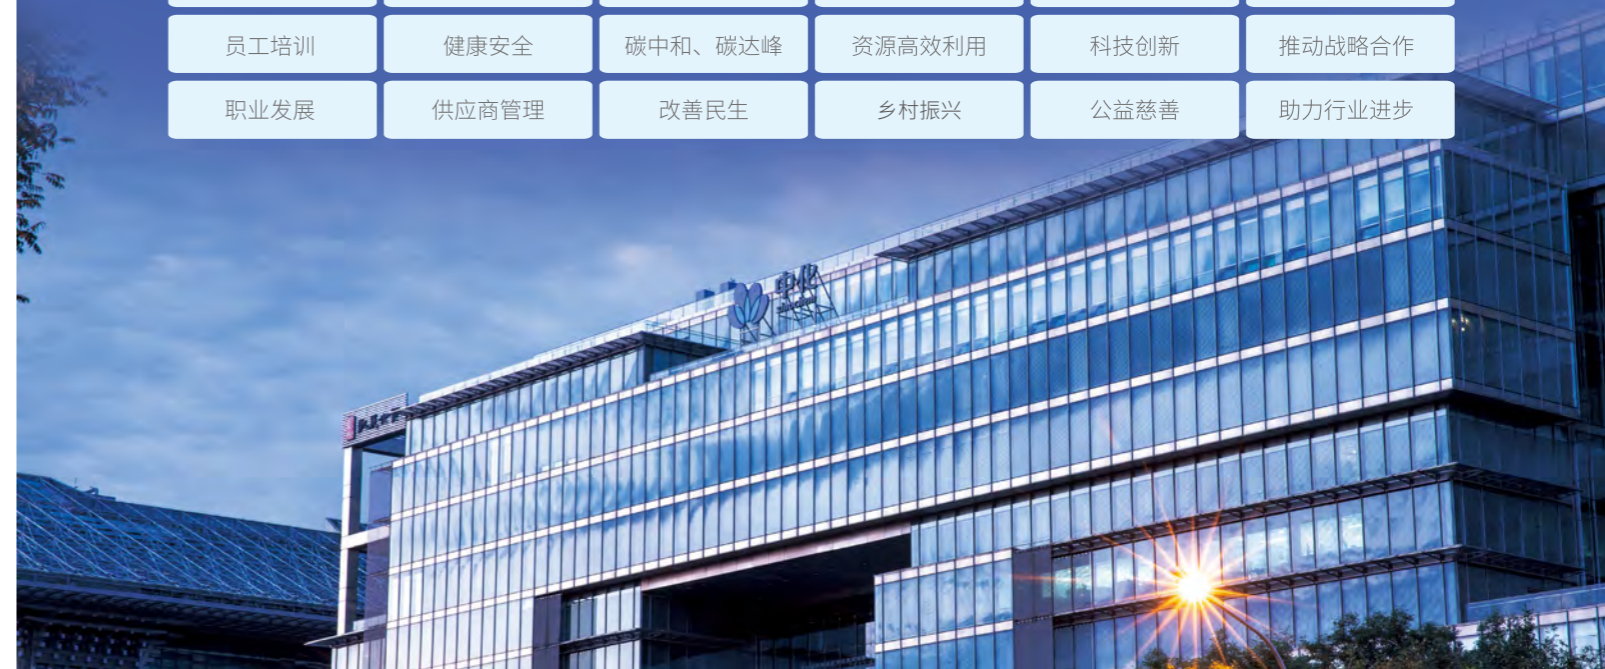 员工培训 健康安全 碳中和、碳达峰 资源高效利用 科技创新 推动战略合作
职业发展 供应商管理 改善民生 乡村振兴 公益慈善 助力行业进步
中化